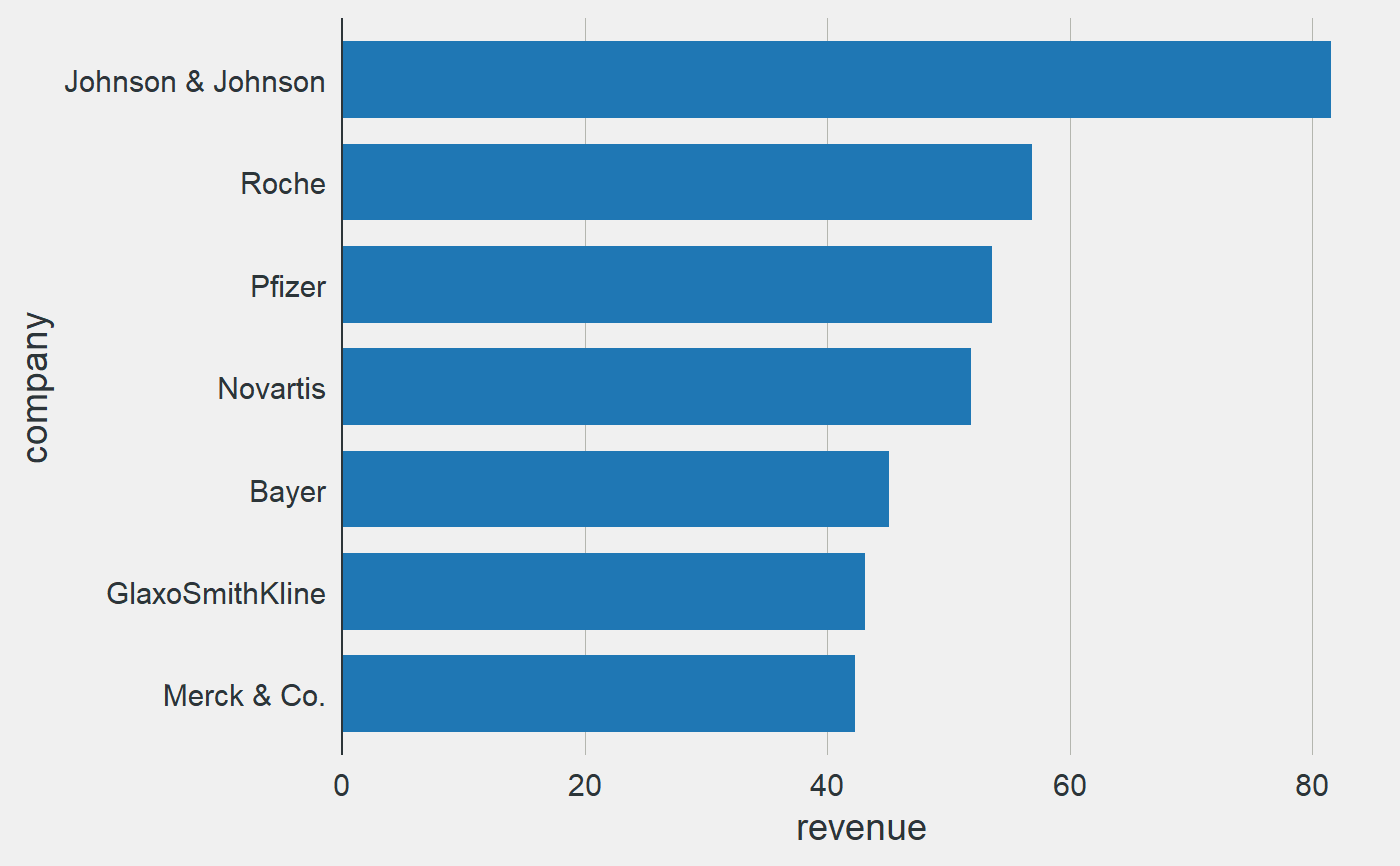 Johnson & Johnson
Roche
Pfizer
Novartis
Bayer
GlaxoSmithKline
Merck & Co.
company
0 20 40 60 80
revenue